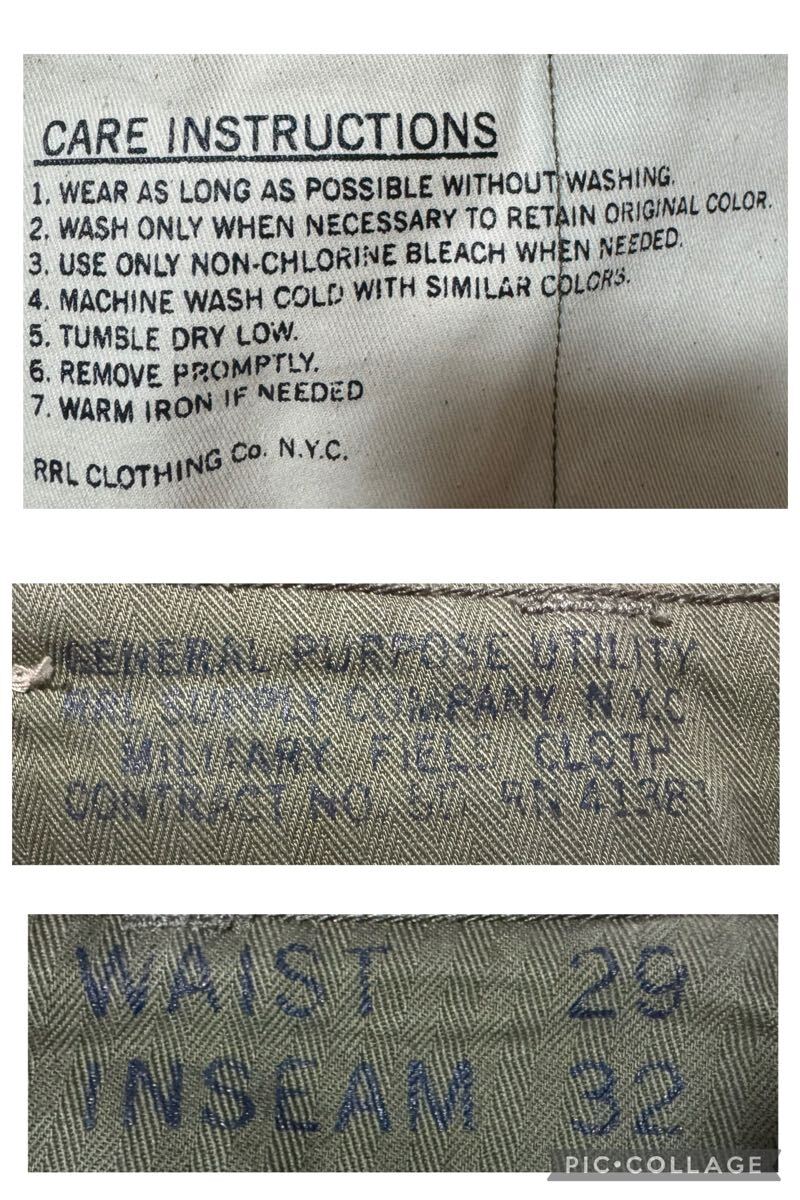 CARE INSTRUCTIONS
1. WEAR AS LONG AS POSSIBLE WITHOUT WASHING.
2. WASH ONLY WHEN NECESSARY TO RETAIN ORIGINAL COLOR.
3. USE ONLY NON-CHLORINE BLEACH WHEN NEEDED.
4. MACHINE WASH COLD WITH SIMILAR COLORS.
5. TUMBLE DRY LOW.
6. REMOVE PROMPTLY.
7. WARM IRON IF NEEDED
RRL CLOTHING Co. N.Y.C.
GENERAL PURPOSE UTILITY
RRL SUPPLY COMPANY, N.Y.C
MILITARY FIELD CLOTH
CONTRACT NO. RN 41381
WAIST 29
INSEAM 32
PIC•COLLAGE